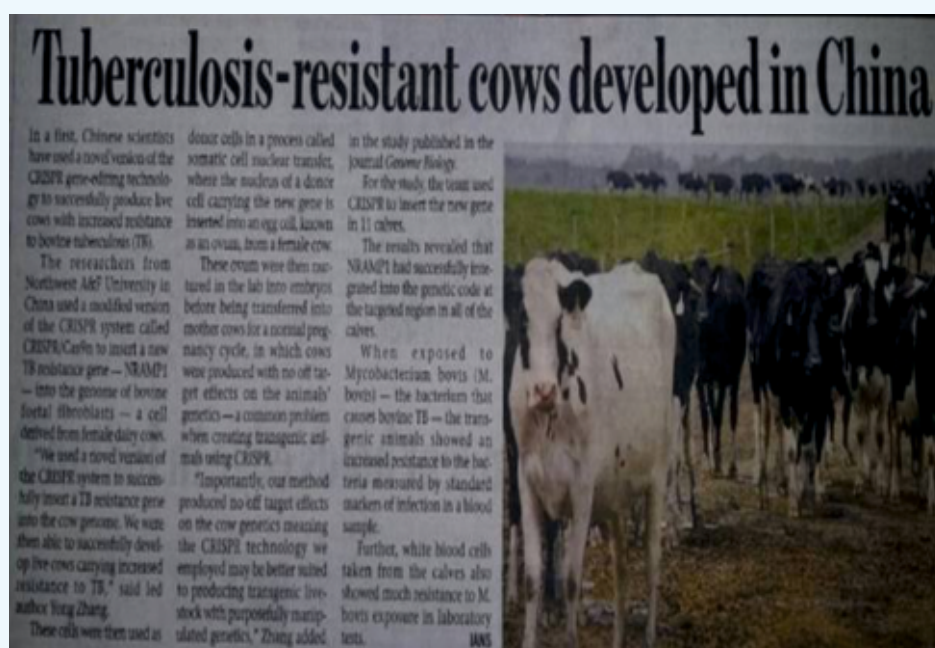 Tuberculosis-resistant cows developed in China
In a first, Chinese scientists
have used a novel version of the
CRISPR gene-editing technolo-
gy to successfully produce live
cows with increased resistance
to bovine tuberculosis (TB).
The researchers from
Northwest A&F University in
China used a modified version
of the CRISPR system called
CRISPR/Cas9n to insert a new
TB resistance gene — NRAMP1
— into the genome of bovine
foetal fibroblasts — a cell
derived from female dairy cows.
"We used a novel version of
the CRISPR system to success-
fully insert a TB resistance gene
into the cow genome. We were
then able to successfully devel-
op live cows carrying increased
resistance to TB," said led
author Yong Zhang.
These cells were then used as
donor cells in a process called
somatic cell nuclear transfer,
where the nucleus of a donor
cell carrying the new gene is
inserted into an egg cell, known
as an ovum, from a female cow.
These ovum were then nur-
tured in the lab into embryos
before being transferred into
mother cows for a normal preg-
nancy cycle, in which cows
were produced with no off tar-
get effects on the animals'
genetics — a common problem
when creating transgenic ani-
mals using CRISPR.
"Importantly, our method
produced no off target effects
on the cow genetics meaning
the CRISPR technology we
employed may be better suited
to producing transgenic live-
stock with purposefully manip-
ulated genetics," Zhang added
in the study published in the
journal Genome Biology.
For the study, the team used
CRISPR to insert the new gene
in 11 calves.
The results revealed that
NRAMP1 had successfully inte-
grated into the genetic code at
the targeted region in all of the
calves.
When exposed to
Mycobacterium bovis (M.
bovis) — the bacterium that
causes bovine TB — the trans-
genic animals showed an
increased resistance to the bac-
teria measured by standard
markers of infection in a blood
sample.
Further, white blood cells
taken from the calves also
showed much resistance to M.
bovis exposure in laboratory
tests.
IANS